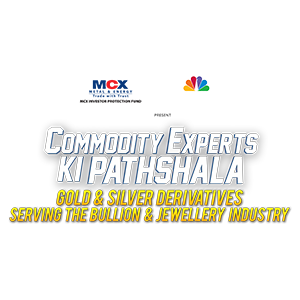 MCX
METAL & ENERGY
Trade with Trust
MCX INVESTOR PROTECTION FUND
PRESENT
COMMODITY EXPERTS
KI PATHSHALA
GOLD & SILVER DERIVATIVES
SERVING THE BULLION & JEWELLERY INDUSTRY